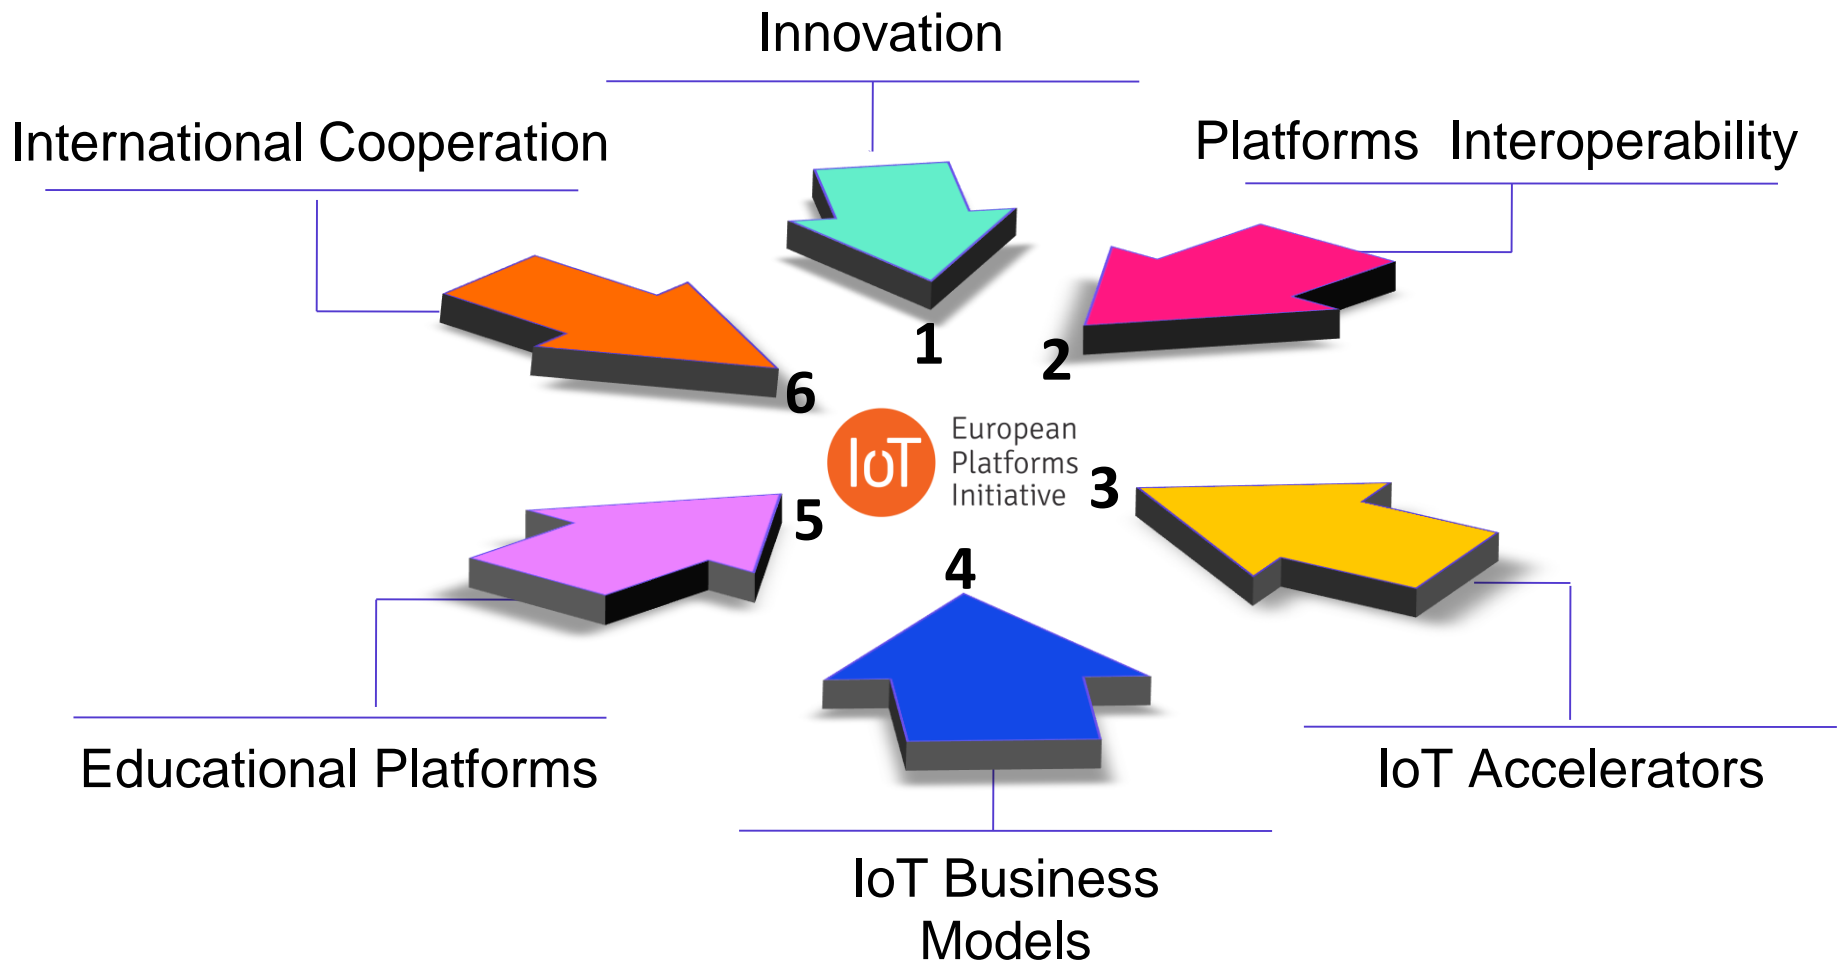 Innovation
International Cooperation
Platforms Interoperability
1
2
6
IoT
European
Platforms
Initiative
3
5
4
Educational Platforms
IoT Accelerators
IoT Business
Models